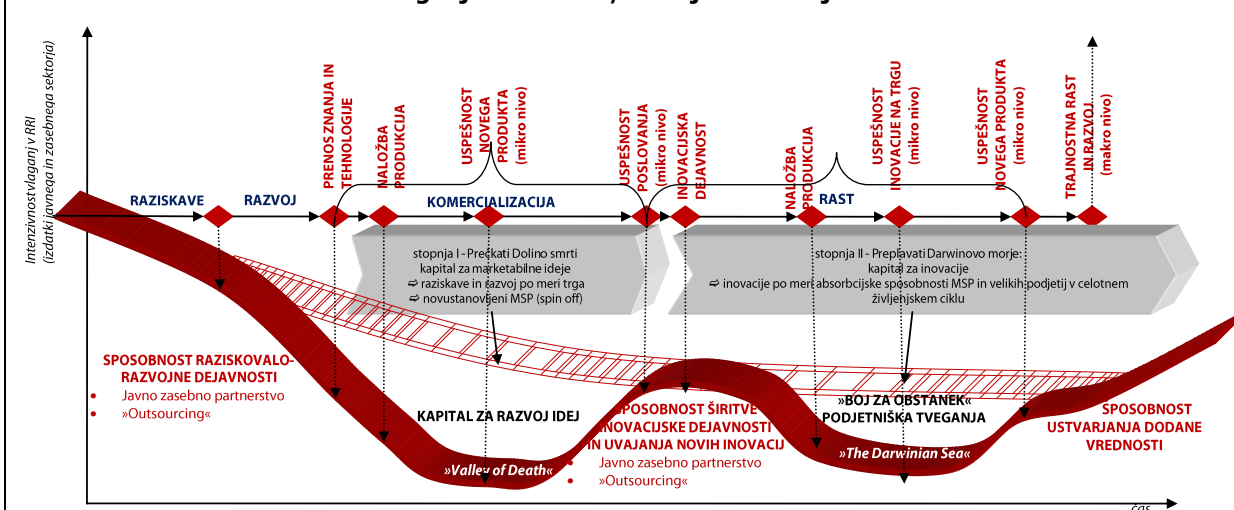 Intenzivnost vlaganj v RRI
(izdatki javnega in zasebnega sektorja)
RAZISKAVE
RAZVOJ
PRENOS ZNANJA IN
TEHNOLOGIJE
NALOŽBA
PRODUKCIJA
USPEŠNOST
NOVEGA
PRODUKTA
(mikro nivo)
KOMERCIALIZACIJA
USPEŠNOST
POSLOVANJA
(mikro nivo)
INOVACIJSKA
DEJAVNOST
NALOŽBA
PRODUKCIJA
RAST
USPEŠNOST
INOVACIJE NA TRGU
(mikro nivo)
USPEŠNOST
NOVEGA PRODUKTA
(mikro nivo)
TRAJNOSTNA RAST
IN RAZVOJ
(makro nivo)
stopnja I - Prečkati Dolino smrti
kapital za marketabilne ideje
➪ raziskave in razvoj po meri trga
➪ novustanovljeni MSP (spin off)
stopnja II - Preplavati Darwinovo morje:
kapital za inovacije
➪ inovacije po meri absorbcijske sposobnosti MSP in velikih podjetij v celotnem
življenjskem ciklu
SPOSOBNOST RAZISKOVALO-
RAZVOJNE DEJAVNOSTI
• Javno zasebno partnerstvo
• »Outsourcing«
KAPITAL ZA RAZVOJ IDEJ
»Valley of Death«
SPOSOBNOST ŠIRITVE
INOVACIJSKE DEJAVNOSTI
IN UVAJANJA NOVIH INOVACIJ
• Javno zasebno partnerstvo
• »Outsourcing«
»BOJ ZA OBSTANEK«
PODJETNIŠKA TVEGANJA
»The Darwinian Sea«
SPOSOBNOST
USTVARJANJA DODANE
VREDNOSTI
čas